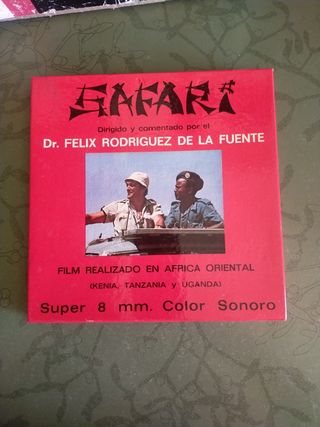 SAFARI
Dirigido y comentado por el
Dr. FELIX RODRIGUEZ DE LA FUENTE
FILM REALIZADO EN AFRICA ORIENTAL
(KENIA, TANZANIA y UGANDA)
Super 8 mm. Color Sonoro